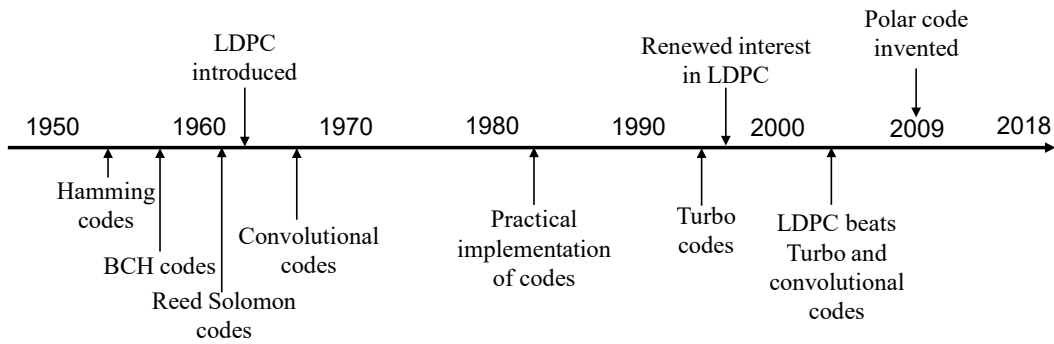 LDPC
introduced
Renewed interest
in LDPC
Polar code
invented
1950 1960 1970 1980 1990 2000 2009 2018
Hamming
codes
BCH codes
Reed Solomon
codes
Convolutional
codes
Practical
implementation
of codes
Turbo
codes
LDPC beats
Turbo and
convolutional
codes